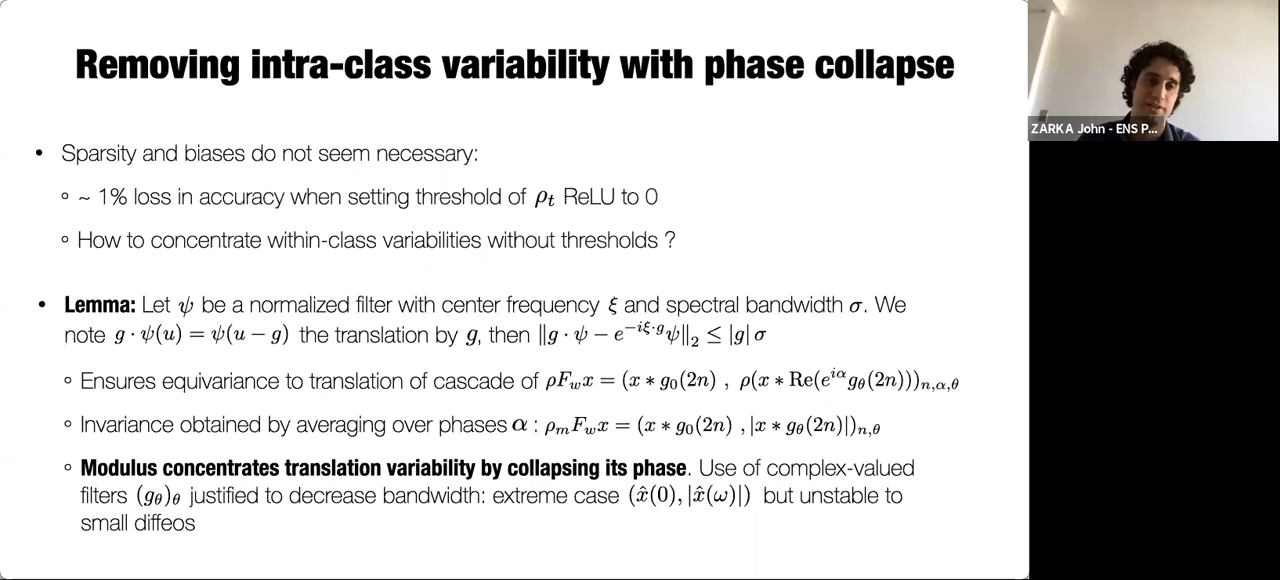 Removing intra-class variability with phase collapse
ZARKA John - ENS P...
• Sparsity and biases do not seem necessary:
∘ ~ 1% loss in accuracy when setting threshold of ρ_t ReLU to 0
∘ How to concentrate within-class variabilities without thresholds ?
• Lemma: Let ψ be a normalized filter with center frequency ξ and spectral bandwidth σ. We
note g · ψ(u) = ψ(u − g) the translation by g, then ‖g · ψ − e^{−iξ·g}ψ‖₂ ≤ |g| σ
∘ Ensures equivariance to translation of cascade of ρF_w x = (x ∗ g₀(2n) , ρ(x ∗ Re(e^{iα}g_θ(2n)))_{n,α,θ}
∘ Invariance obtained by averaging over phases α : ρ_m F_w x = (x ∗ g₀(2n) , |x ∗ g_θ(2n)|)_{n,θ}
∘ Modulus concentrates translation variability by collapsing its phase. Use of complex-valued
filters (g_θ)_θ justified to decrease bandwidth: extreme case (x̂(0), |x̂(ω)|) but unstable to
small diffeos